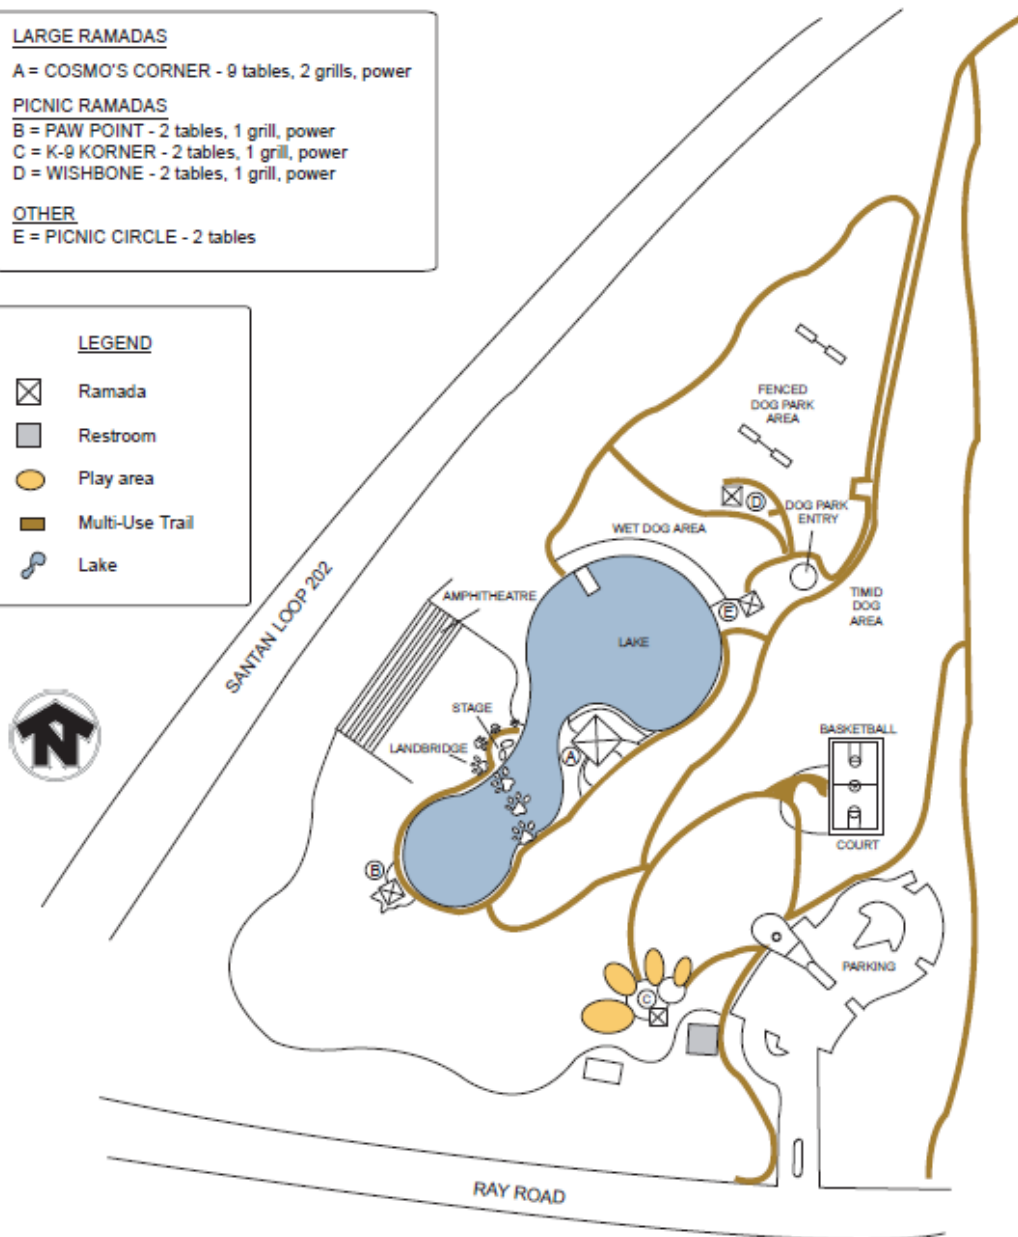 LARGE RAMADAS
A = COSMO'S CORNER - 9 tables, 2 grills, power
PICNIC RAMADAS
B = PAW POINT - 2 tables, 1 grill, power
C = K-9 KORNER - 2 tables, 1 grill, power
D = WISHBONE - 2 tables, 1 grill, power
OTHER
E = PICNIC CIRCLE - 2 tables
LEGEND
Ramada
Restroom
Play area
Multi-Use Trail
Lake
N
SANTAN LOOP 202
FENCED
DOG PARK
AREA
D
DOG PARK
ENTRY
WET DOG AREA
TIMID
DOG
AREA
E
AMPHITHEATRE
LAKE
STAGE
LANDBRIDGE
A
BASKETBALL
COURT
B
PARKING
C
RAY ROAD